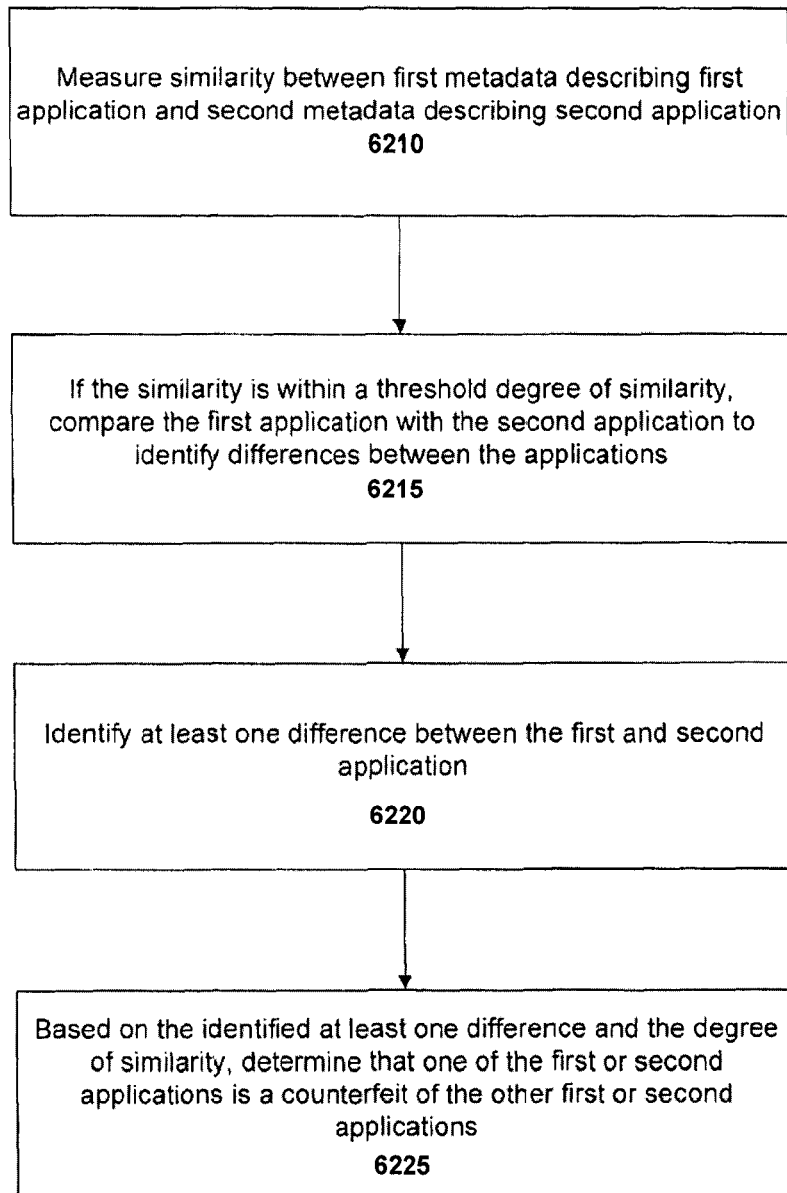 Measure similarity between first metadata describing first
application and second metadata describing second application
6210
If the similarity is within a threshold degree of similarity,
compare the first application with the second application to
identify differences between the applications
6215
Identify at least one difference between the first and second
application
6220
Based on the identified at least one difference and the degree
of similarity, determine that one of the first or second
applications is a counterfeit of the other first or second
applications
6225